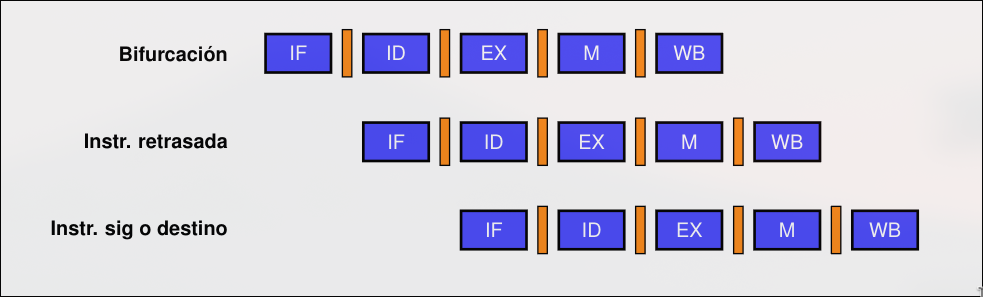 Bifurcación IF ID EX M WB
Instr. retrasada IF ID EX M WB
Instr. sig o destino IF ID EX M WB